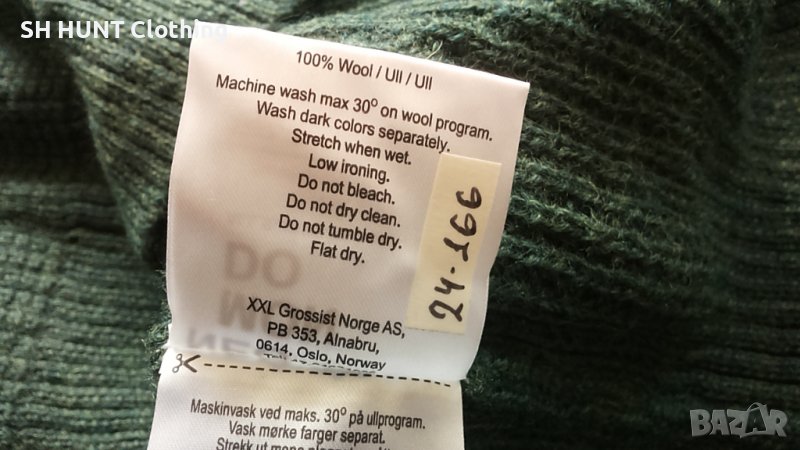 SH HUNT Clothing
100% Wool / Ull / Ull
Machine wash max 30° on wool program.
Wash dark colors separately.
Stretch when wet.
Low ironing.
Do not bleach.
Do not dry clean.
Do not tumble dry.
Flat dry.
24-166
XXL Grossist Norge AS,
PB 353, Alnabru,
0614, Oslo, Norway
Maskinvask ved maks. 30° på ullprogram.
Vask mørke farger separat.
Strekk ut mens
BAZAR